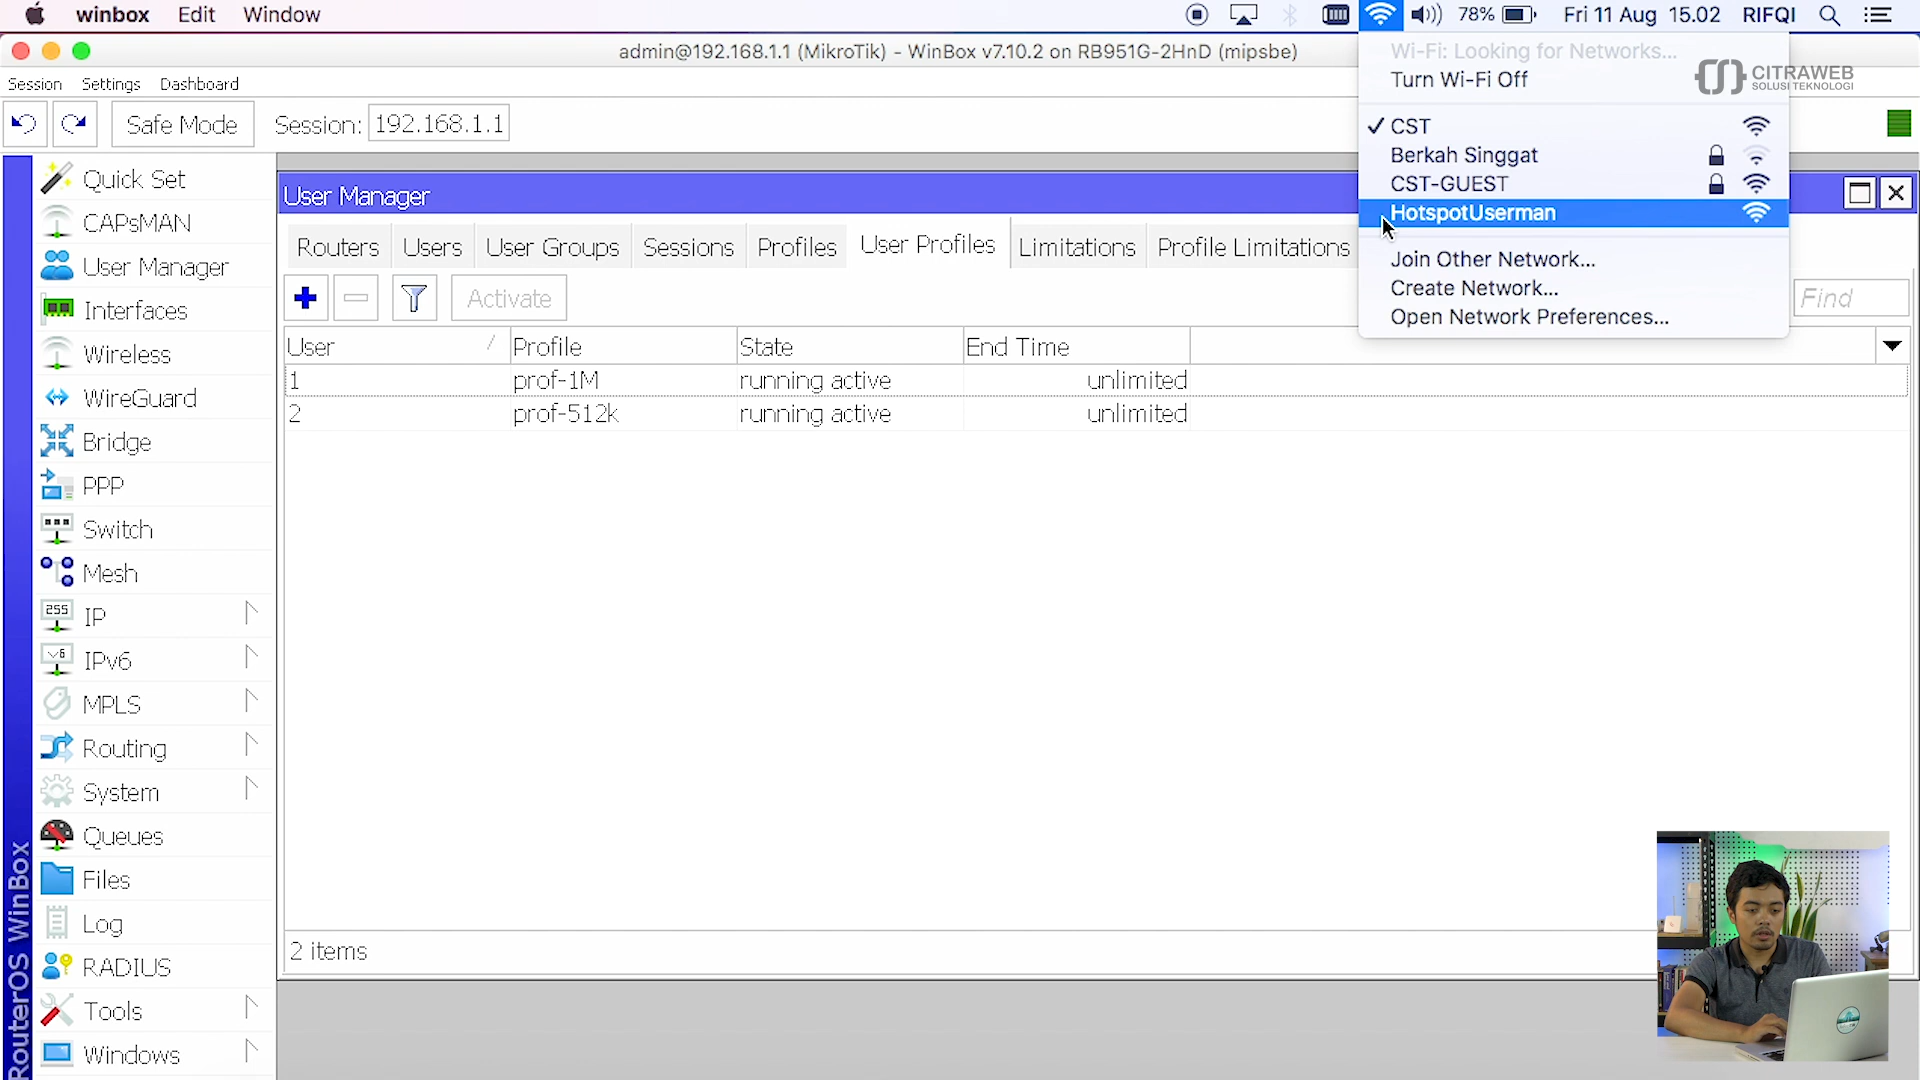 winbox Edit Window 78% Fri 11 Aug 15.02 RIFQI
admin@192.168.1.1 (MikroTik) - WinBox v7.10.2 on RB951G-2HnD (mipsbe)
Session Settings Dashboard
Safe Mode Session: 192.168.1.1
Wi-Fi: Looking for Networks...
Turn Wi-Fi Off
CST
Berkah Singgat
CST-GUEST
HotspotUserman
Join Other Network...
Create Network...
Open Network Preferences...
CITRAWEB
SOLUSI TEKNOLOGI
RouterOS WinBox
Quick Set
CAPsMAN
User Manager
Interfaces
Wireless
WireGuard
Bridge
PPP
Switch
Mesh
255 IP
v6 IPv6
MPLS
Routing
System
Queues
Files
Log
RADIUS
Tools
Windows
User Manager
Routers Users User Groups Sessions Profiles User Profiles Limitations Profile Limitations
Activate Find
User Profile State End Time
1 prof-1M running active unlimited
2 prof-512k running active unlimited
2 items